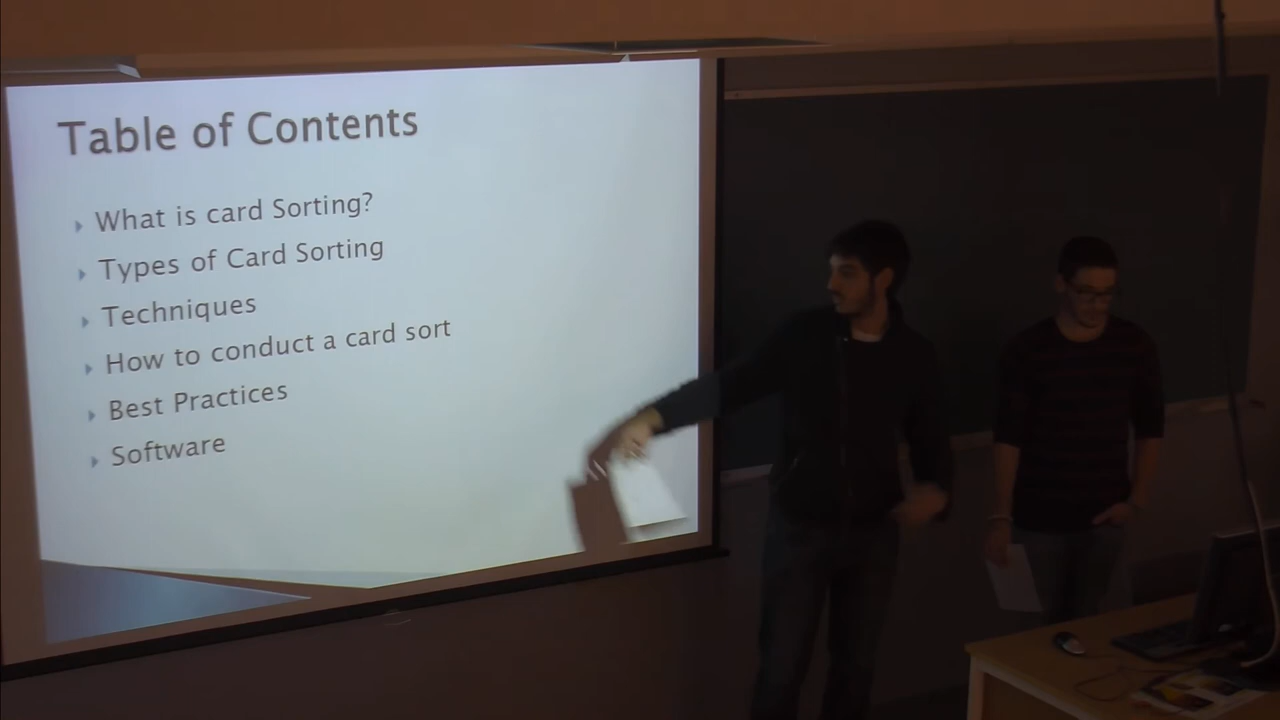 Table of Contents
What is card Sorting?
Types of Card Sorting
Techniques
How to conduct a card sort
Best Practices
Software